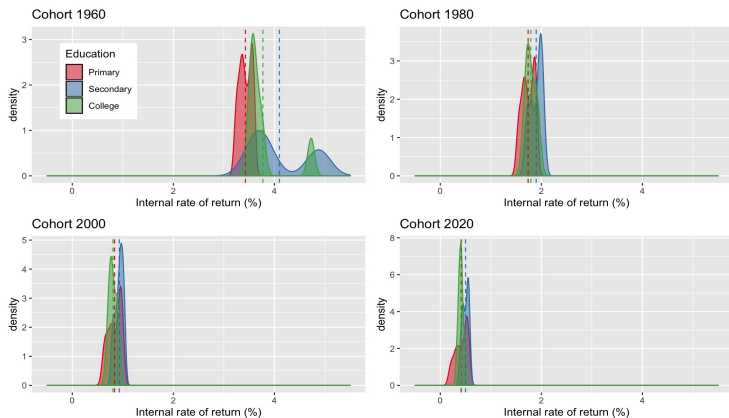 Cohort 1960
density
3
2
1
0
Education
Primary
Secondary
College
0 2 4
Internal rate of return (%)
Cohort 1980
density
3
2
1
0
0 2 4
Internal rate of return (%)
Cohort 2000
density
5
4
3
2
1
0
0 2 4
Internal rate of return (%)
Cohort 2020
density
8
6
4
2
0
0 2 4
Internal rate of return (%)